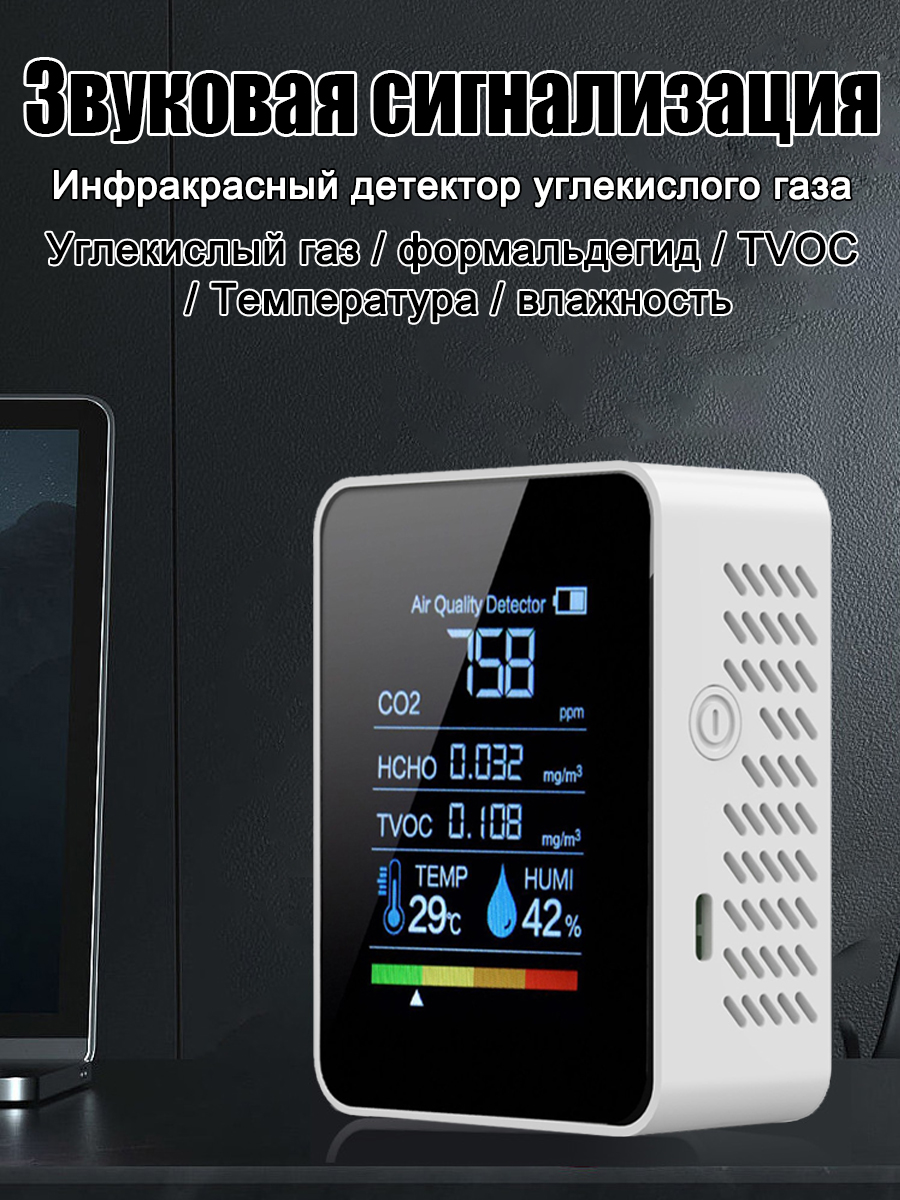 Звуковая сигнализация
Инфракрасный детектор углекислого газа
Углекислый газ / формальдегид / TVOC
/ Температура / влажность
Air Quality Detector
758
CO2
ppm
HCHO 0.032 mg/m³
TVOC 0.108 mg/m³
TEMP HUMI
29℃ 42%